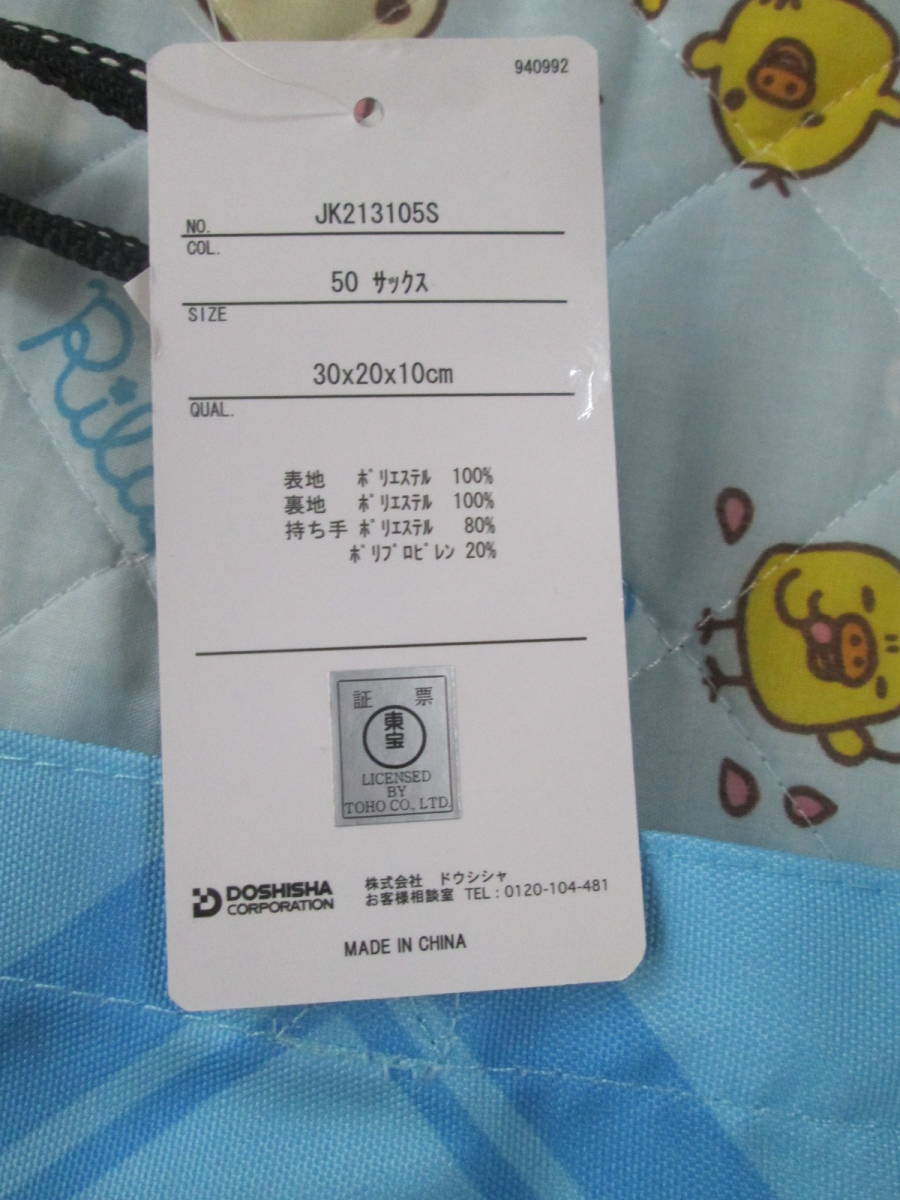 940992
NO. JK213105S
COL.
50 ｻｯｸｽ
SIZE
30x20x10cm
QUAL.
表地 ﾎﾟﾘｴｽﾃﾙ 100%
裏地 ﾎﾟﾘｴｽﾃﾙ 100%
持ち手 ﾎﾟﾘｴｽﾃﾙ 80%
ﾎﾟﾘﾌﾟﾛﾋﾟﾚﾝ 20%
証 票
東宝
LICENSED
BY
TOHO CO., LTD.
DOSHISHA
CORPORATION
株式会社 ドウシシャ
お客様相談室 TEL:0120-104-481
MADE IN CHINA